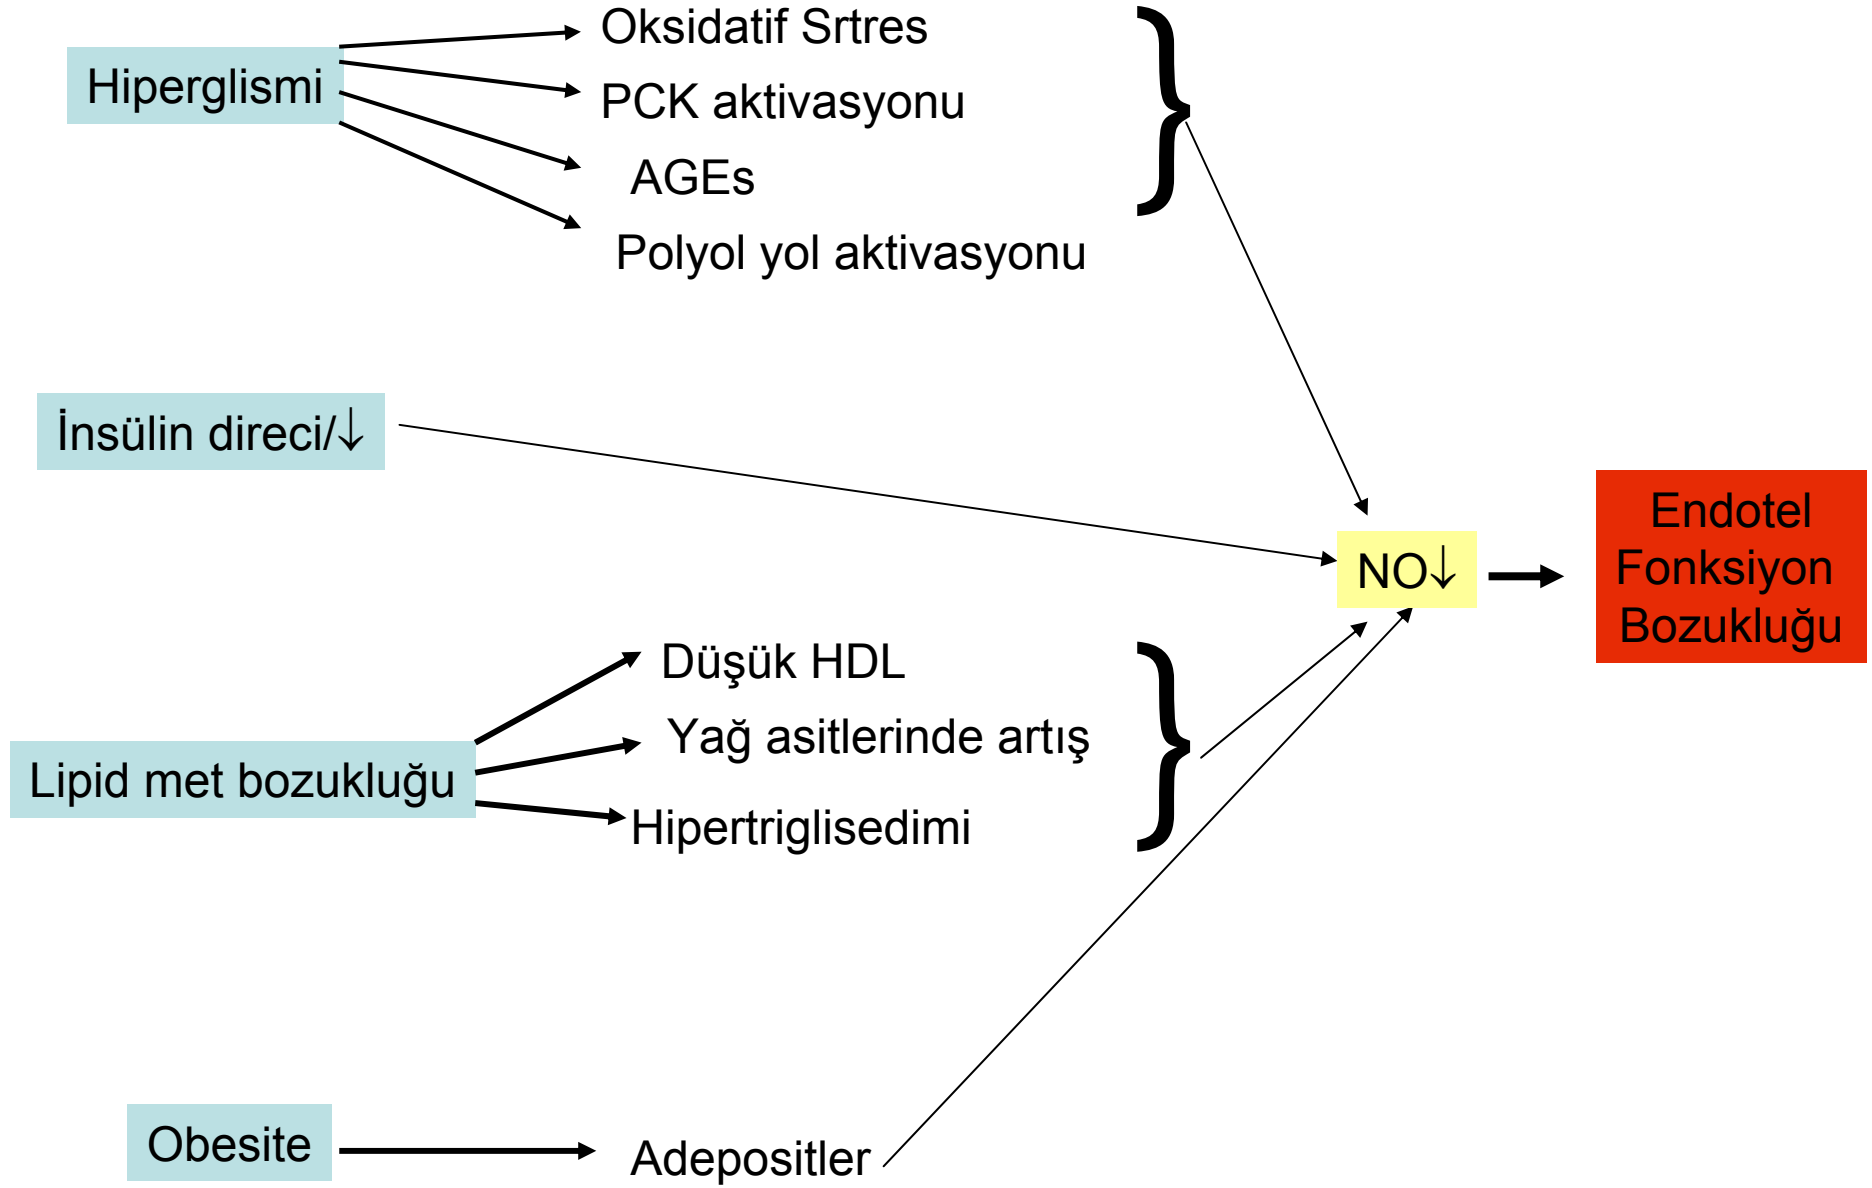 Oksidatif Srtres
Hiperglismi
PCK aktivasyonu
AGEs
Polyol yol aktivasyonu
İnsülin direci/↓
NO↓
Endotel
Fonksiyon
Bozukluğu
Düşük HDL
Yağ asitlerinde artış
Lipid met bozukluğu
Hipertriglisedimi
Obesite
Adepositler